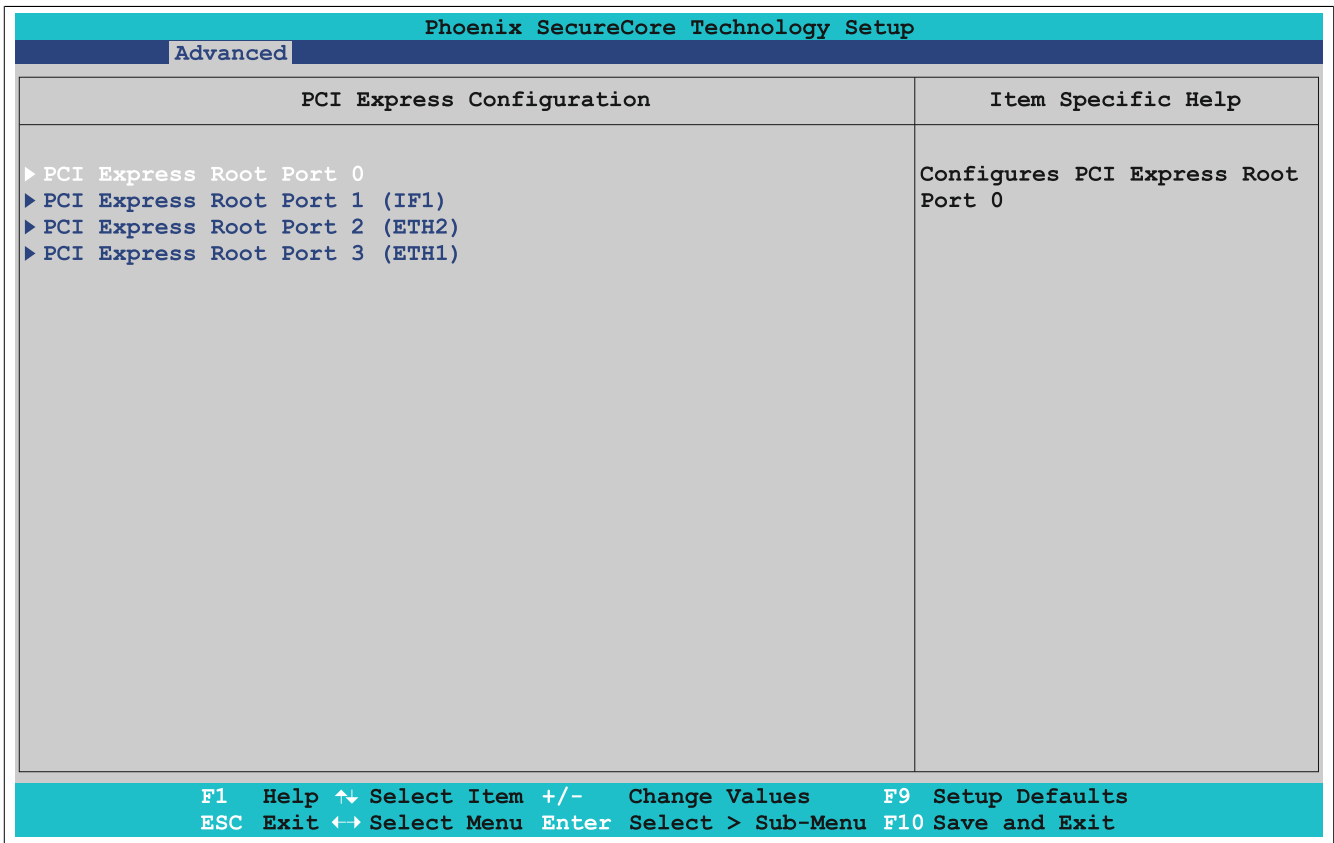 Phoenix SecureCore Technology Setup
Advanced
PCI Express Configuration
Item Specific Help
PCI Express Root Port 0
PCI Express Root Port 1 (IF1)
PCI Express Root Port 2 (ETH2)
PCI Express Root Port 3 (ETH1)
Configures PCI Express Root
Port 0
F1 Help ↑↓ Select Item +/- Change Values F9 Setup Defaults
ESC Exit ←→ Select Menu Enter Select > Sub-Menu F10 Save and Exit